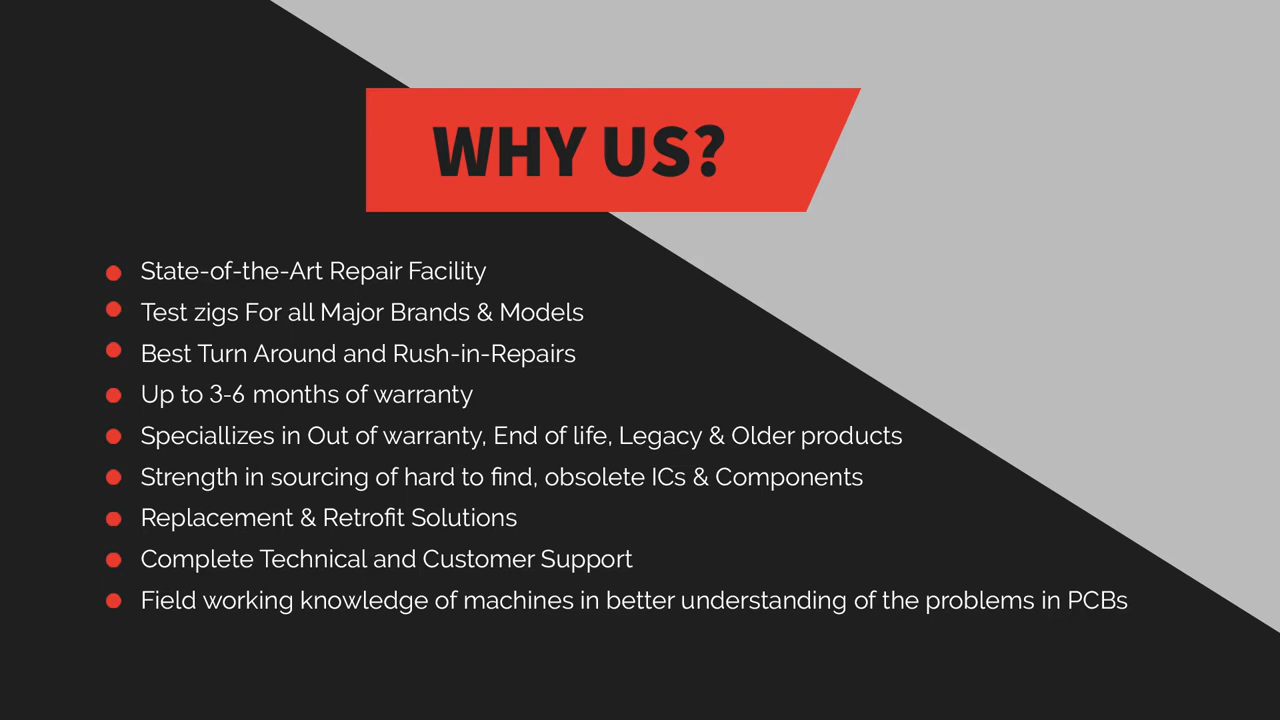 WHY US?
State-of-the-Art Repair Facility
Test zigs For all Major Brands & Models
Best Turn Around and Rush-in-Repairs
Up to 3-6 months of warranty
Speciallizes in Out of warranty, End of life, Legacy & Older products
Strength in sourcing of hard to find, obsolete ICs & Components
Replacement & Retrofit Solutions
Complete Technical and Customer Support
Field working knowledge of machines in better understanding of the problems in PCBs